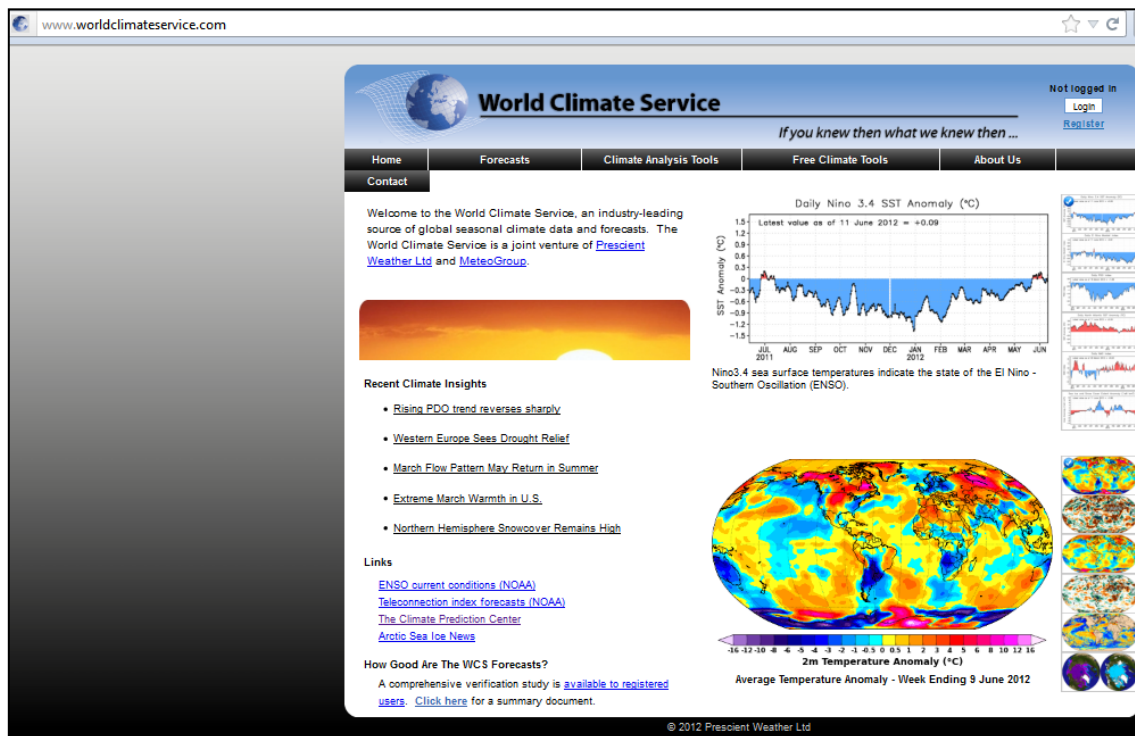 www.worldclimateservice.com
World Climate Service
If you knew then what we knew then ...
Not logged in
Login
Register
Home Forecasts Climate Analysis Tools Free Climate Tools About Us
Contact
Welcome to the World Climate Service, an industry-leading
source of global seasonal climate data and forecasts. The
World Climate Service is a joint venture of Prescient
Weather Ltd and MeteoGroup.
Recent Climate Insights
Rising PDO trend reverses sharply
Western Europe Sees Drought Relief
March Flow Pattern May Return in Summer
Extreme March Warmth in U.S.
Northern Hemisphere Snowcover Remains High
Links
ENSO current conditions (NOAA)
Teleconnection index forecasts (NOAA)
The Climate Prediction Center
Arctic Sea Ice News
How Good Are The WCS Forecasts?
A comprehensive verification study is available to registered
users. Click here for a summary document.
Daily Nino 3.4 SST Anomaly (°C)
Latest value as of 11 June 2012 = +0.09
SST Anomaly (°C)
1.5
1.2
0.9
0.6
0.3
0
-0.3
-0.6
-0.9
-1.2
-1.5
JUL AUG SEP OCT NOV DEC JAN FEB MAR APR MAY JUN
2011 2012
Nino3.4 sea surface temperatures indicate the state of the El Nino -
Southern Oscillation (ENSO).
-16 -12 -10 -8 -6 -5 -4 -3 -2 -1 -0.5 0 0.5 1 2 3 4 5 6 8 10 12 16
2m Temperature Anomaly (°C)
Average Temperature Anomaly - Week Ending 9 June 2012
© 2012 Prescient Weather Ltd